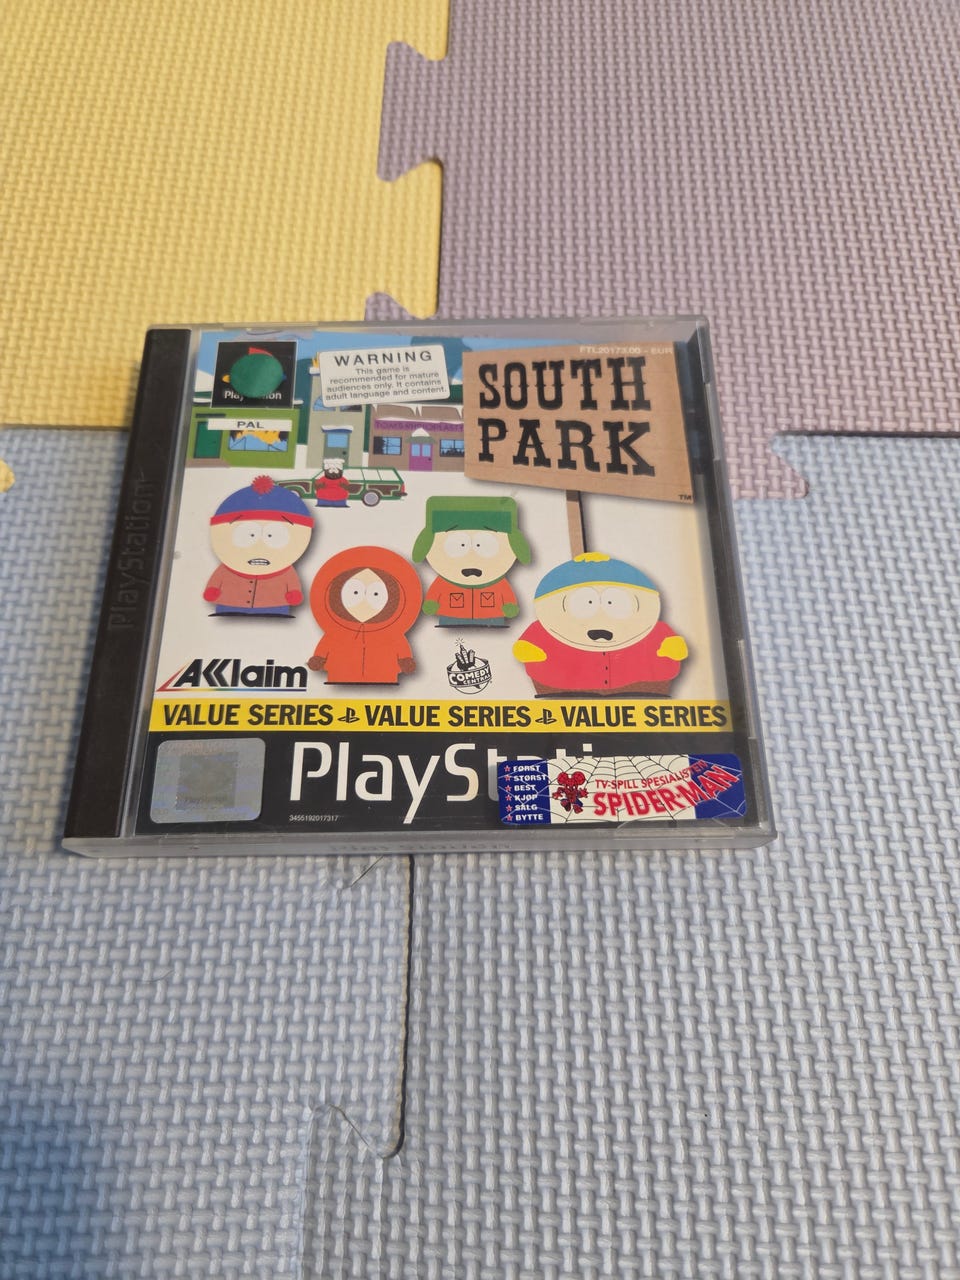 FTL20173.00 - EUR
WARNING
This game is
recommended for mature
audiences only. It contains
adult language and content.
SOUTH
PARK
TM
PAL
PlayStation
AKklaim
COMEDY
CENTRAL
VALUE SERIES VALUE SERIES VALUE SERIES
PlaySt
3455192017317
FØRST
STØRST
BEST
KJØP
SALG
BYTTE
TV-SPILL SPESIALISTEN
SPIDER-MAN
PlayStation